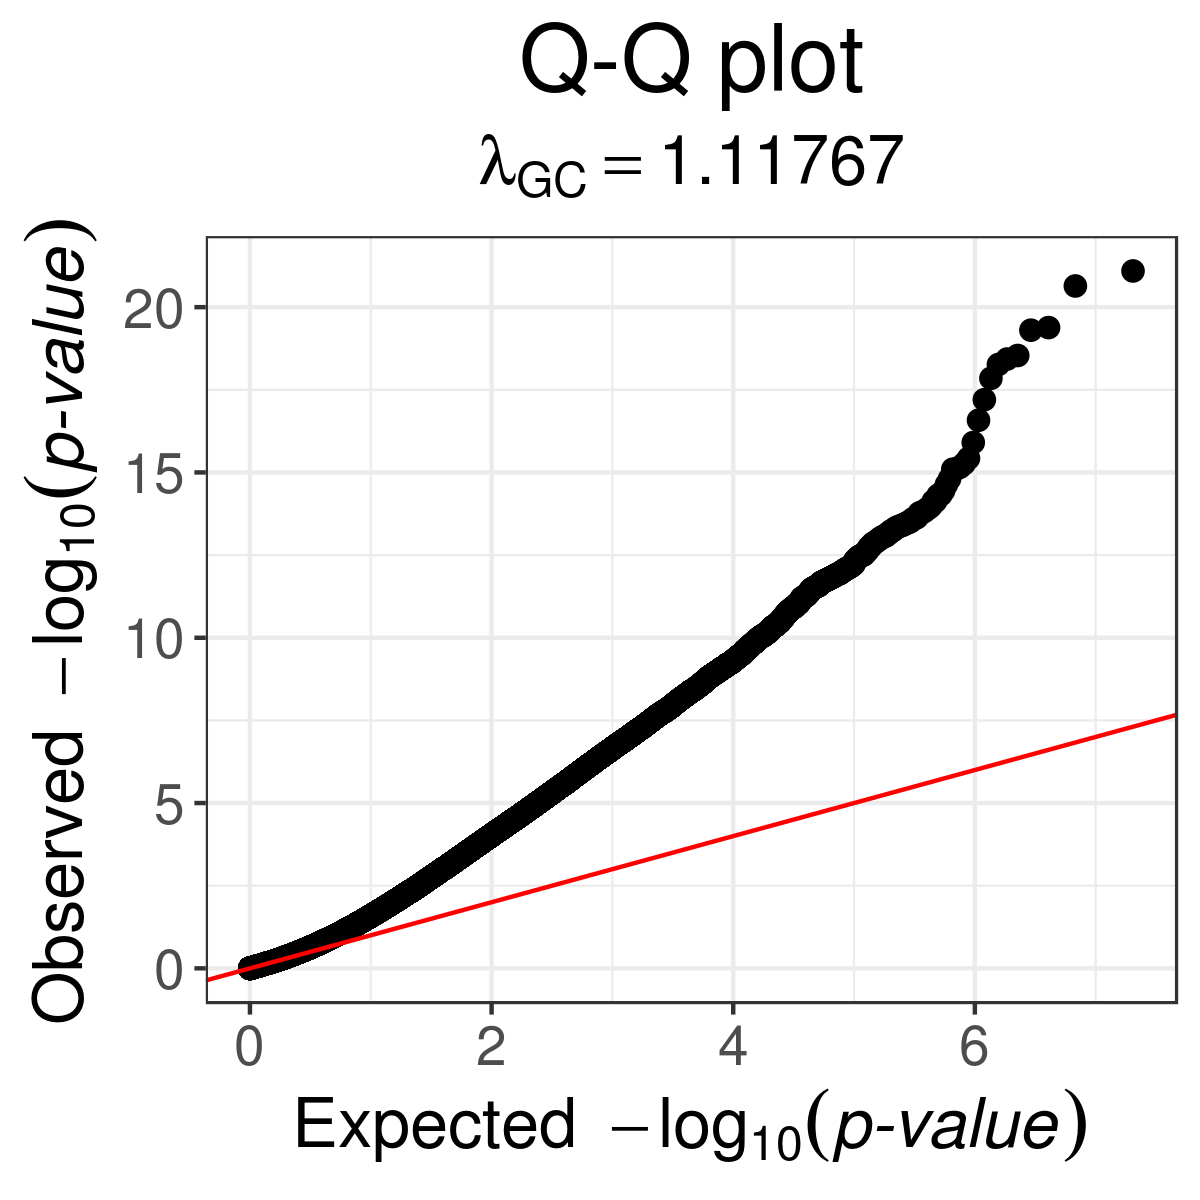 Q-Q plot
λGC = 1.11767
Observed −log10(p-value)
20
15
10
5
0
0 2 4 6
Expected −log10(p-value)